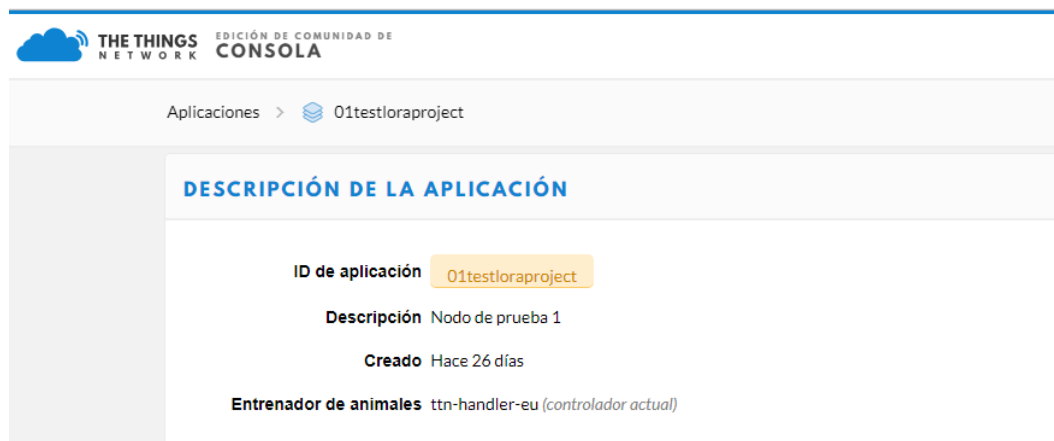 THE THINGS
NETWORK
EDICIÓN DE COMUNIDAD DE
CONSOLA
Aplicaciones > 01testloraproject
DESCRIPCIÓN DE LA APLICACIÓN
ID de aplicación 01testloraproject
Descripción Nodo de prueba 1
Creado Hace 26 días
Entrenador de animales ttn-handler-eu (controlador actual)